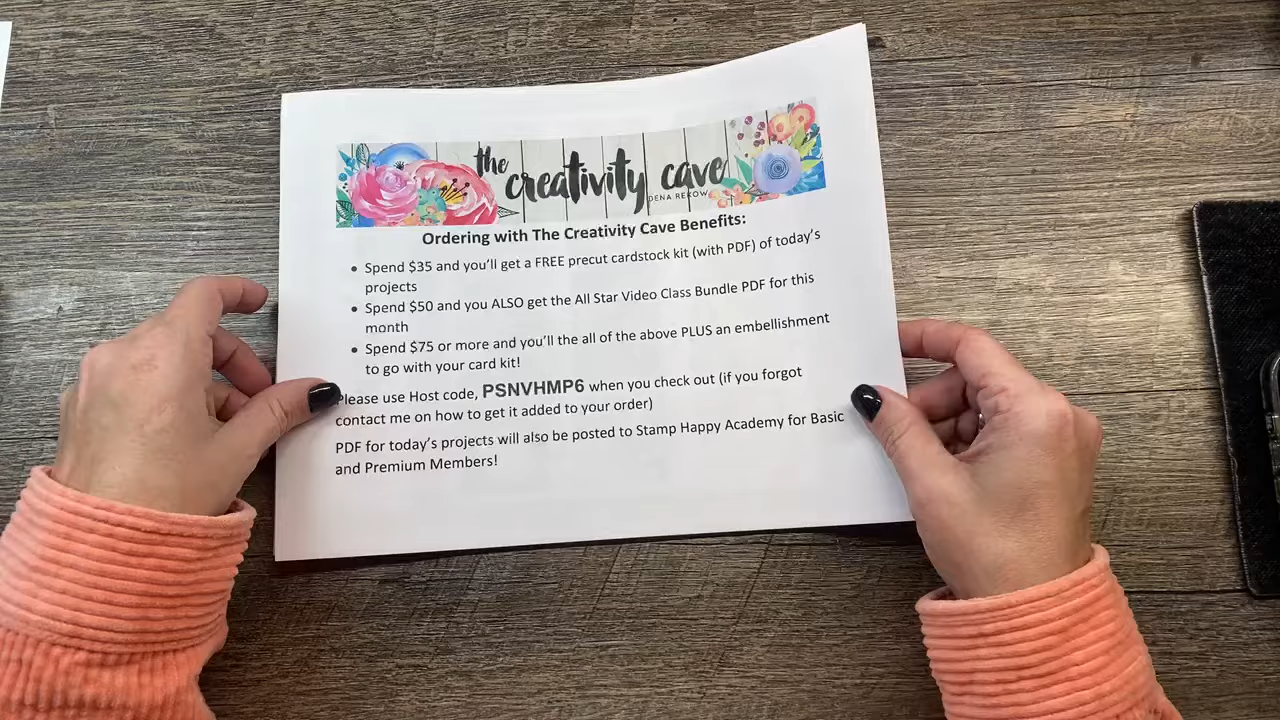 the creativity cave
DENA REKOW
Ordering with The Creativity Cave Benefits:
• Spend $35 and you'll get a FREE precut cardstock kit (with PDF) of today's
projects
• Spend $50 and you ALSO get the All Star Video Class Bundle PDF for this
month
• Spend $75 or more and you'll the all of the above PLUS an embellishment
to go with your card kit!
Please use Host code, PSNVHMP6 when you check out (if you forgot
contact me on how to get it added to your order)
PDF for today's projects will also be posted to Stamp Happy Academy for Basic
and Premium Members!